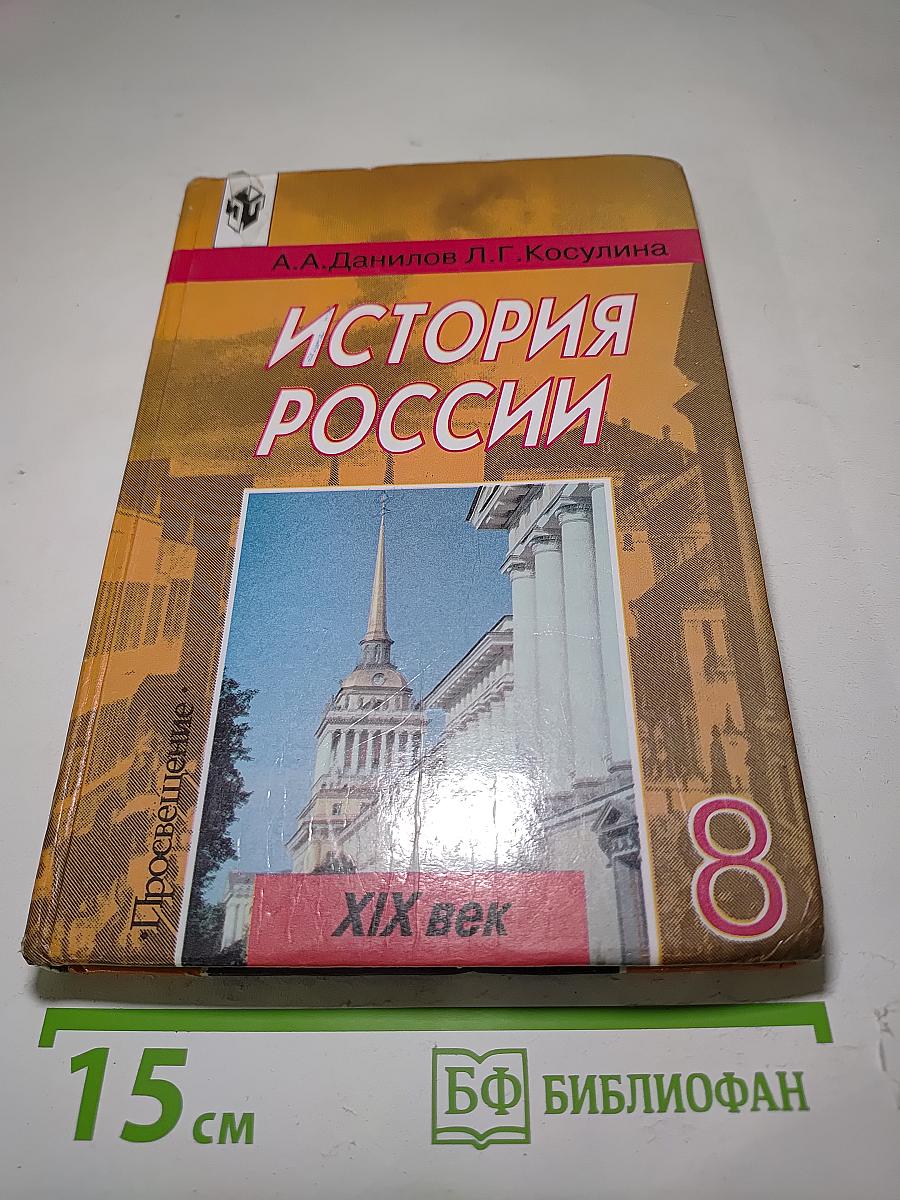 А.А.Данилов Л.Г.Косулина
ИСТОРИЯ
РОССИИ
•Просвещение•
XIX век
8
15 см
БФ БИБЛИОФАН